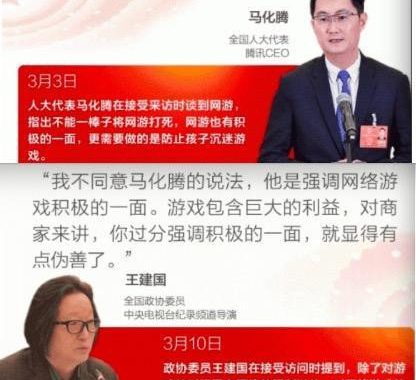 马化腾
全国人大代表
腾讯CEO
3月3日
人大代表马化腾在接受采访时谈到网游，
指出不能一棒子将网游打死，网游也有积
极的一面，更需要做的是防止孩子沉迷游
戏。
“我不同意马化腾的说法，他是强调网络游
戏积极的一面。游戏包含巨大的利益，对商
家来讲，你过分强调积极的一面，就显得有
点伪善了。”
王建国
全国政协委员
中央电视台纪录频道导演
3月10日
政协委员王建国在接受访问时提到，除了对游